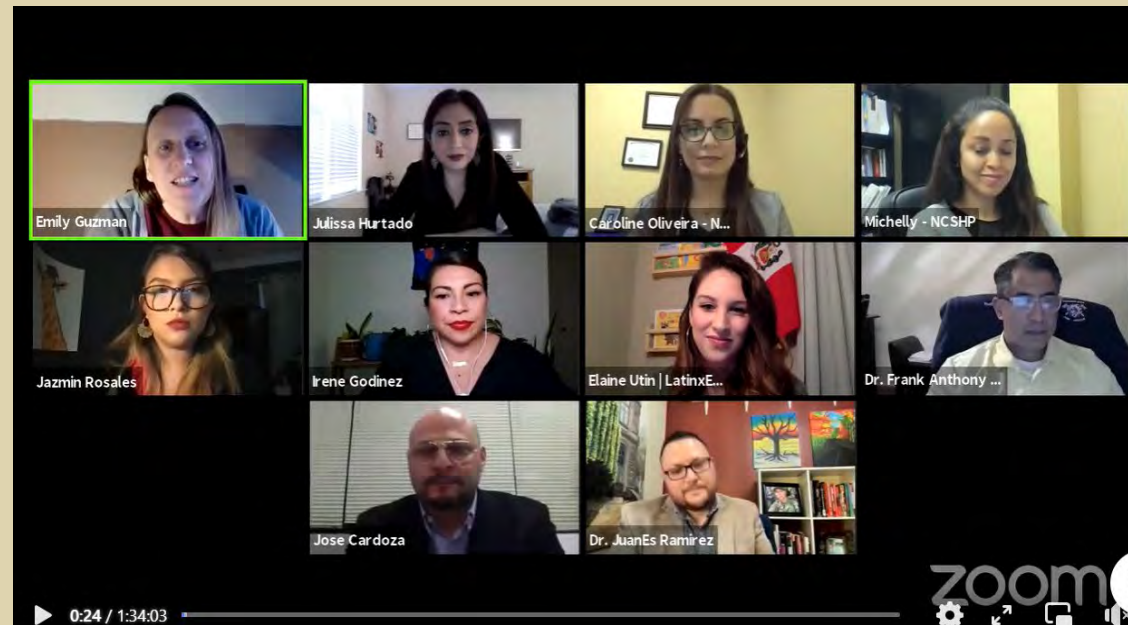 Emily Guzman
Julissa Hurtado
Caroline Oliveira - N...
Michelly - NCSHP
Jazmin Rosales
Irene Godinez
Elaine Utin | LatinxE...
Dr. Frank Anthony ...
Jose Cardoza
Dr. JuanEs Ramirez
zoom
0:24 / 1:34:03